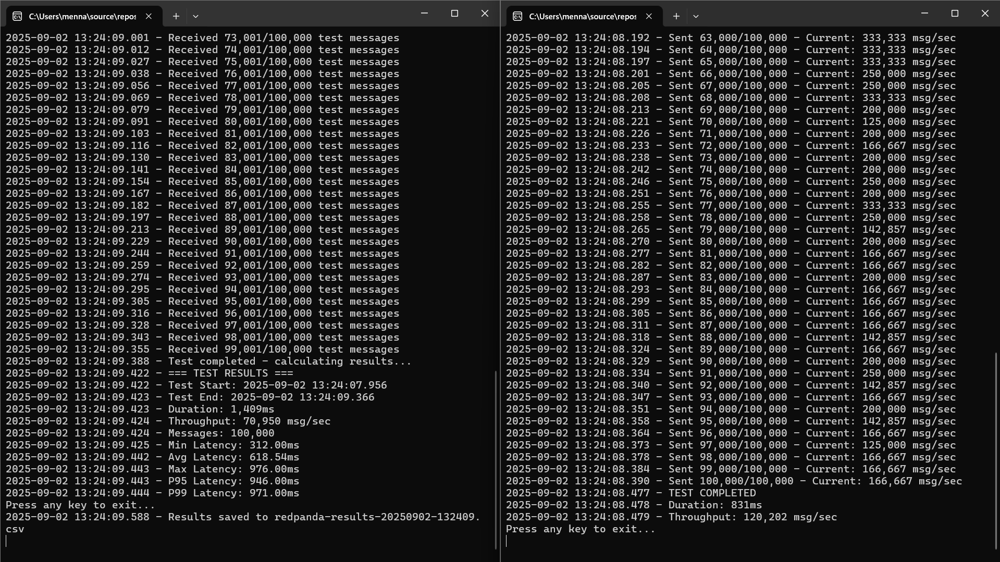 C:\Users\menna\source\repos
2025-09-02 13:24:09.001 - Received 73,001/100,000 test messages
2025-09-02 13:24:09.012 - Received 74,001/100,000 test messages
2025-09-02 13:24:09.027 - Received 75,001/100,000 test messages
2025-09-02 13:24:09.038 - Received 76,001/100,000 test messages
2025-09-02 13:24:09.056 - Received 77,001/100,000 test messages
2025-09-02 13:24:09.069 - Received 78,001/100,000 test messages
2025-09-02 13:24:09.079 - Received 79,001/100,000 test messages
2025-09-02 13:24:09.091 - Received 80,001/100,000 test messages
2025-09-02 13:24:09.103 - Received 81,001/100,000 test messages
2025-09-02 13:24:09.116 - Received 82,001/100,000 test messages
2025-09-02 13:24:09.130 - Received 83,001/100,000 test messages
2025-09-02 13:24:09.141 - Received 84,001/100,000 test messages
2025-09-02 13:24:09.154 - Received 85,001/100,000 test messages
2025-09-02 13:24:09.167 - Received 86,001/100,000 test messages
2025-09-02 13:24:09.182 - Received 87,001/100,000 test messages
2025-09-02 13:24:09.197 - Received 88,001/100,000 test messages
2025-09-02 13:24:09.213 - Received 89,001/100,000 test messages
2025-09-02 13:24:09.229 - Received 90,001/100,000 test messages
2025-09-02 13:24:09.244 - Received 91,001/100,000 test messages
2025-09-02 13:24:09.259 - Received 92,001/100,000 test messages
2025-09-02 13:24:09.274 - Received 93,001/100,000 test messages
2025-09-02 13:24:09.295 - Received 94,001/100,000 test messages
2025-09-02 13:24:09.305 - Received 95,001/100,000 test messages
2025-09-02 13:24:09.316 - Received 96,001/100,000 test messages
2025-09-02 13:24:09.328 - Received 97,001/100,000 test messages
2025-09-02 13:24:09.343 - Received 98,001/100,000 test messages
2025-09-02 13:24:09.355 - Received 99,001/100,000 test messages
2025-09-02 13:24:09.388 - Test completed - calculating results...
2025-09-02 13:24:09.422 - === TEST RESULTS ===
2025-09-02 13:24:09.422 - Test Start: 2025-09-02 13:24:07.956
2025-09-02 13:24:09.423 - Test End: 2025-09-02 13:24:09.366
2025-09-02 13:24:09.423 - Duration: 1,409ms
2025-09-02 13:24:09.424 - Throughput: 70,950 msg/sec
2025-09-02 13:24:09.424 - Messages: 100,000
2025-09-02 13:24:09.425 - Min Latency: 312.00ms
2025-09-02 13:24:09.442 - Avg Latency: 618.54ms
2025-09-02 13:24:09.443 - Max Latency: 976.00ms
2025-09-02 13:24:09.443 - P95 Latency: 946.00ms
2025-09-02 13:24:09.444 - P99 Latency: 971.00ms
Press any key to exit...
2025-09-02 13:24:09.588 - Results saved to redpanda-results-20250902-132409.
csv
C:\Users\menna\source\repos
2025-09-02 13:24:08.192 - Sent 63,000/100,000 - Current: 333,333 msg/sec
2025-09-02 13:24:08.194 - Sent 64,000/100,000 - Current: 333,333 msg/sec
2025-09-02 13:24:08.197 - Sent 65,000/100,000 - Current: 333,333 msg/sec
2025-09-02 13:24:08.201 - Sent 66,000/100,000 - Current: 250,000 msg/sec
2025-09-02 13:24:08.205 - Sent 67,000/100,000 - Current: 250,000 msg/sec
2025-09-02 13:24:08.208 - Sent 68,000/100,000 - Current: 333,333 msg/sec
2025-09-02 13:24:08.213 - Sent 69,000/100,000 - Current: 200,000 msg/sec
2025-09-02 13:24:08.221 - Sent 70,000/100,000 - Current: 125,000 msg/sec
2025-09-02 13:24:08.226 - Sent 71,000/100,000 - Current: 200,000 msg/sec
2025-09-02 13:24:08.233 - Sent 72,000/100,000 - Current: 166,667 msg/sec
2025-09-02 13:24:08.238 - Sent 73,000/100,000 - Current: 200,000 msg/sec
2025-09-02 13:24:08.242 - Sent 74,000/100,000 - Current: 200,000 msg/sec
2025-09-02 13:24:08.246 - Sent 75,000/100,000 - Current: 250,000 msg/sec
2025-09-02 13:24:08.251 - Sent 76,000/100,000 - Current: 200,000 msg/sec
2025-09-02 13:24:08.255 - Sent 77,000/100,000 - Current: 333,333 msg/sec
2025-09-02 13:24:08.258 - Sent 78,000/100,000 - Current: 250,000 msg/sec
2025-09-02 13:24:08.265 - Sent 79,000/100,000 - Current: 142,857 msg/sec
2025-09-02 13:24:08.270 - Sent 80,000/100,000 - Current: 200,000 msg/sec
2025-09-02 13:24:08.277 - Sent 81,000/100,000 - Current: 166,667 msg/sec
2025-09-02 13:24:08.282 - Sent 82,000/100,000 - Current: 166,667 msg/sec
2025-09-02 13:24:08.287 - Sent 83,000/100,000 - Current: 200,000 msg/sec
2025-09-02 13:24:08.293 - Sent 84,000/100,000 - Current: 166,667 msg/sec
2025-09-02 13:24:08.299 - Sent 85,000/100,000 - Current: 166,667 msg/sec
2025-09-02 13:24:08.305 - Sent 86,000/100,000 - Current: 166,667 msg/sec
2025-09-02 13:24:08.311 - Sent 87,000/100,000 - Current: 166,667 msg/sec
2025-09-02 13:24:08.318 - Sent 88,000/100,000 - Current: 142,857 msg/sec
2025-09-02 13:24:08.324 - Sent 89,000/100,000 - Current: 166,667 msg/sec
2025-09-02 13:24:08.329 - Sent 90,000/100,000 - Current: 200,000 msg/sec
2025-09-02 13:24:08.334 - Sent 91,000/100,000 - Current: 250,000 msg/sec
2025-09-02 13:24:08.340 - Sent 92,000/100,000 - Current: 142,857 msg/sec
2025-09-02 13:24:08.347 - Sent 93,000/100,000 - Current: 166,667 msg/sec
2025-09-02 13:24:08.351 - Sent 94,000/100,000 - Current: 200,000 msg/sec
2025-09-02 13:24:08.358 - Sent 95,000/100,000 - Current: 142,857 msg/sec
2025-09-02 13:24:08.364 - Sent 96,000/100,000 - Current: 166,667 msg/sec
2025-09-02 13:24:08.373 - Sent 97,000/100,000 - Current: 125,000 msg/sec
2025-09-02 13:24:08.378 - Sent 98,000/100,000 - Current: 166,667 msg/sec
2025-09-02 13:24:08.384 - Sent 99,000/100,000 - Current: 166,667 msg/sec
2025-09-02 13:24:08.390 - Sent 100,000/100,000 - Current: 166,667 msg/sec
2025-09-02 13:24:08.477 - TEST COMPLETED
2025-09-02 13:24:08.478 - Duration: 831ms
2025-09-02 13:24:08.479 - Throughput: 120,202 msg/sec
Press any key to exit...